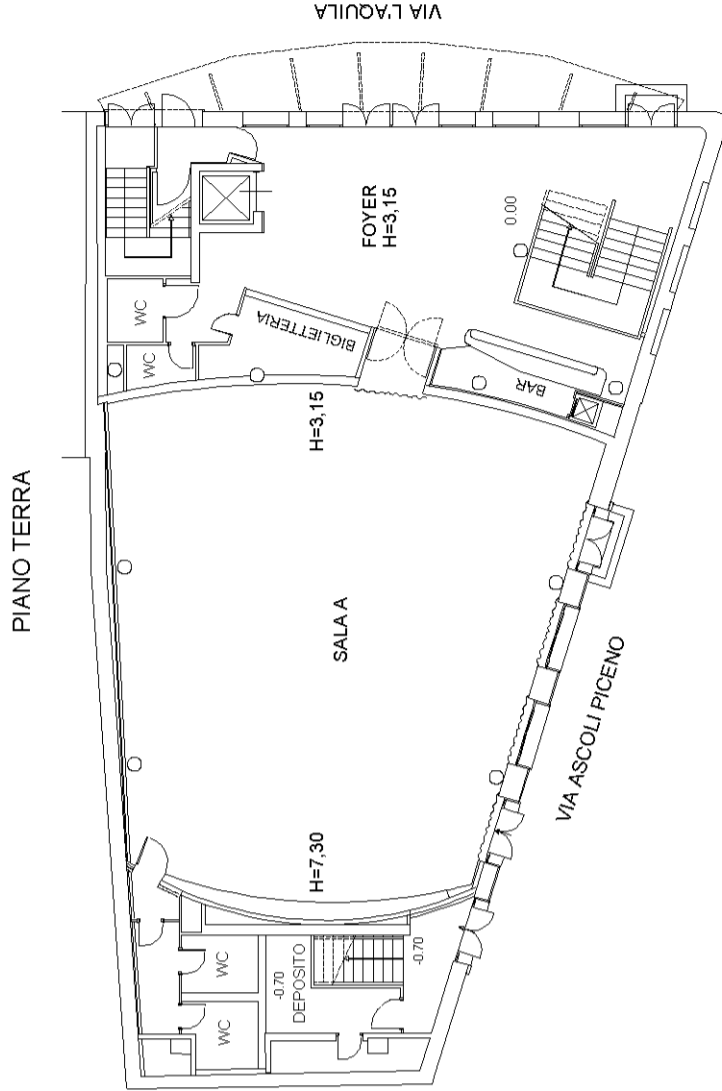 VIA L'AQUILA
PIANO TERRA
WC
WC
FOYER
H=3,15
0.00
BIGLIETTERIA
BAR
H=3,15
SALA A
VIA ASCOLI PICENO
H=7,30
WC
WC
-0.70
DEPOSITO
-0.70